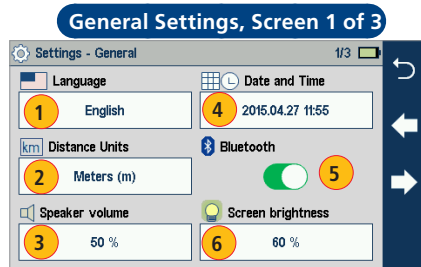 General Settings, Screen 1 of 3
Settings - General 1/3
Language Date and Time
1 English 4 2015.04.27 11:55
km Distance Units Bluetooth
2 Meters (m) 5
Speaker volume Screen brightness
3 50 % 6 60 %